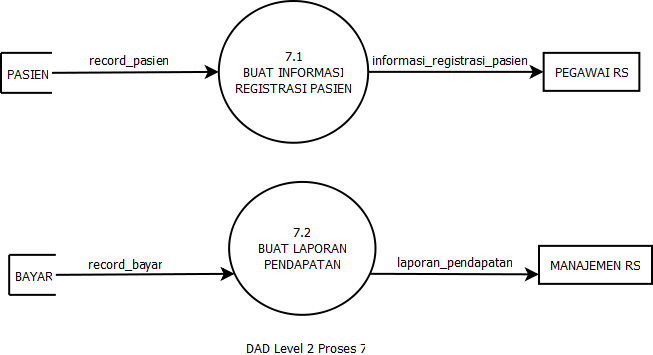 7.1
BUAT INFORMASI
REGISTRASI PASIEN
record_pasien
informasi_registrasi_pasien
PASIEN
PEGAWAI RS
7.2
BUAT LAPORAN
PENDAPATAN
record_bayar
laporan_pendapatan
BAYAR
MANAJEMEN RS
DAD Level 2 Proses 7